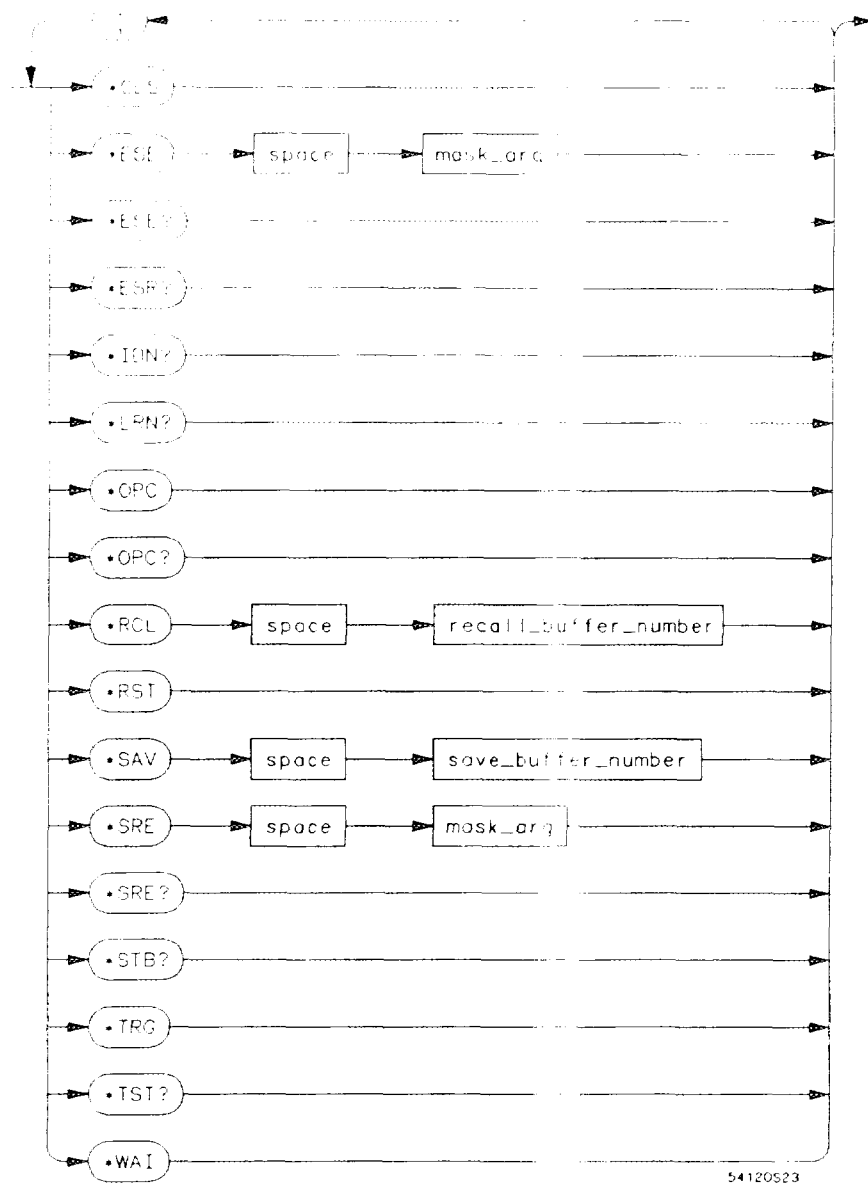 *CLS
*ESE space mask_arg
*ESE?
*ESR?
*IDN?
*LRN?
*OPC
*OPC?
*RCL space recall_buffer_number
*RST
*SAV space save_buffer_number
*SRE space mask_arg
*SRE?
*STB?
*TRG
*TST?
*WAI
54120S23